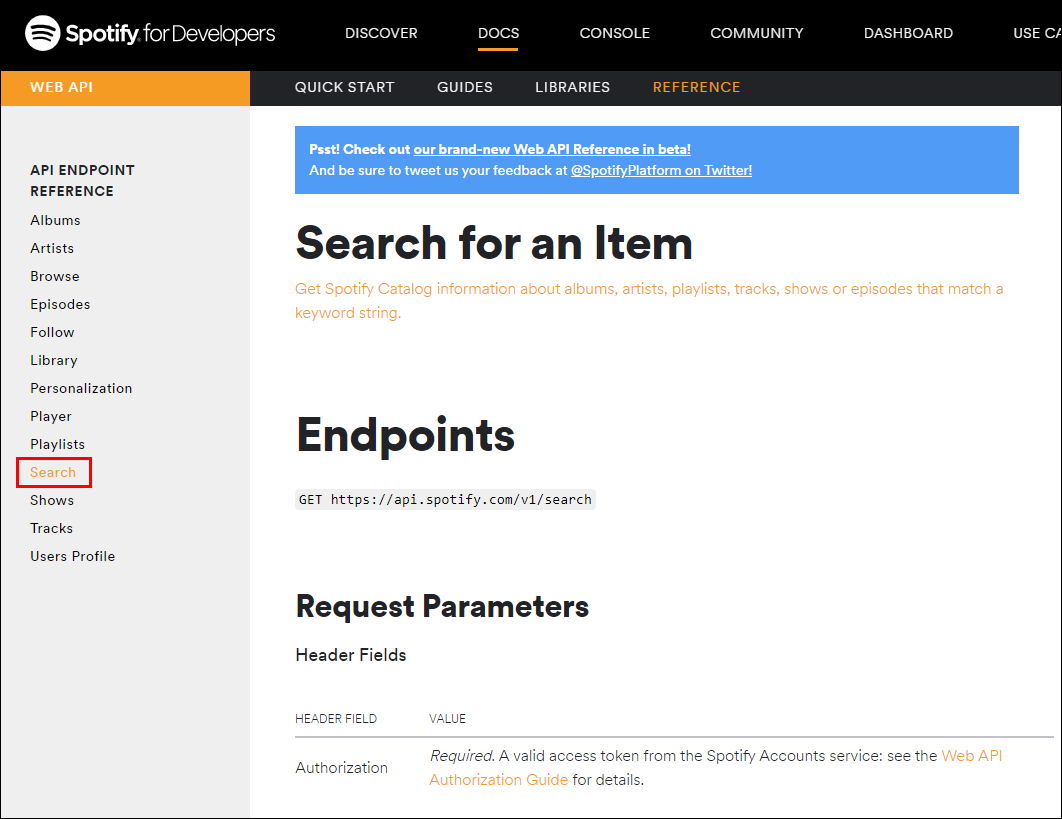 Spotify for Developers
DISCOVER
DOCS
CONSOLE
COMMUNITY
DASHBOARD
USE CA
WEB API
QUICK START
GUIDES
LIBRARIES
REFERENCE
API ENDPOINT
REFERENCE
Albums
Artists
Browse
Episodes
Follow
Library
Personalization
Player
Playlists
Search
Shows
Tracks
Users Profile
Psst! Check out our brand-new Web API Reference in beta!
And be sure to tweet us your feedback at @SpotifyPlatform on Twitter!
Search for an Item
Get Spotify Catalog information about albums, artists, playlists, tracks, shows or episodes that match a
keyword string.
Endpoints
GET https://api.spotify.com/v1/search
Request Parameters
Header Fields
HEADER FIELD
VALUE
Authorization
Required. A valid access token from the Spotify Accounts service: see the Web API
Authorization Guide for details.